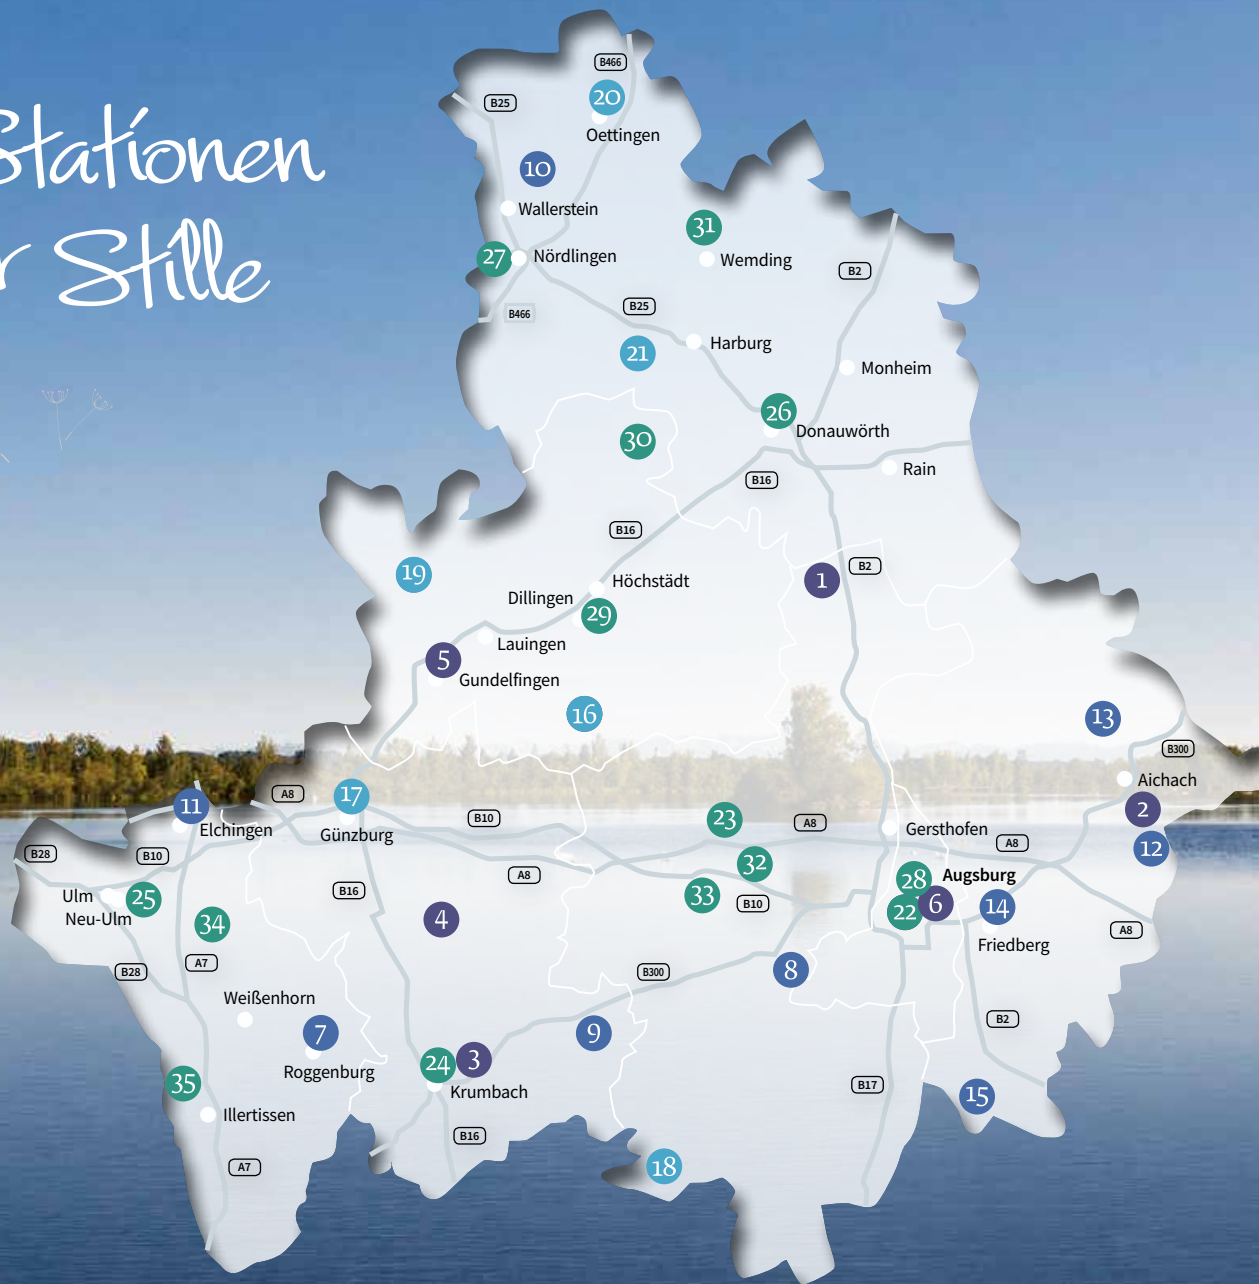 Stationen
r Stille
B466
20
B25
Oettingen
10
Wallerstein
31
27
Nördlingen
Wemding
B2
B25
B466
Harburg
21
Monheim
26
30
Donauwörth
Rain
B16
B16
19
1
B2
Höchstädt
Dillingen
29
Lauingen
5
Gundelfingen
16
13
B300
Aichach
17
A8
11
2
B10
23
A8
Elchingen
Günzburg
Gersthofen
A8
12
B28
B10
32
A8
28
Augsburg
B16
Ulm
25
33
B10
22
6
14
Neu-Ulm
4
34
A8
Friedberg
A7
B28
B300
8
Weißenhorn
B2
7
9
Roggenburg
24
3
35
B17
Krumbach
15
Illertissen
B16
A7
18